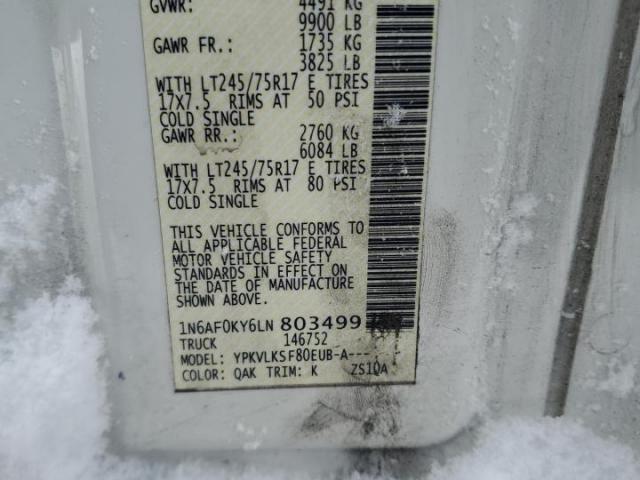 GVWR: 4491 KG
9900 LB
GAWR FR.: 1735 KG
3825 LB
WITH LT245/75R17 E TIRES
17X7.5 RIMS AT 50 PSI
COLD SINGLE
GAWR RR.: 2760 KG
6084 LB
WITH LT245/75R17 E TIRES
17X7.5 RIMS AT 80 PSI
COLD SINGLE
THIS VEHICLE CONFORMS TO
ALL APPLICABLE FEDERAL
MOTOR VEHICLE SAFETY
STANDARDS IN EFFECT ON
THE DATE OF MANUFACTURE
SHOWN ABOVE.
1N6AF0KY6LN 803499
TRUCK 146752
MODEL: YPKVLKSF80EUB-A---
COLOR: QAK TRIM: K ZS1QA